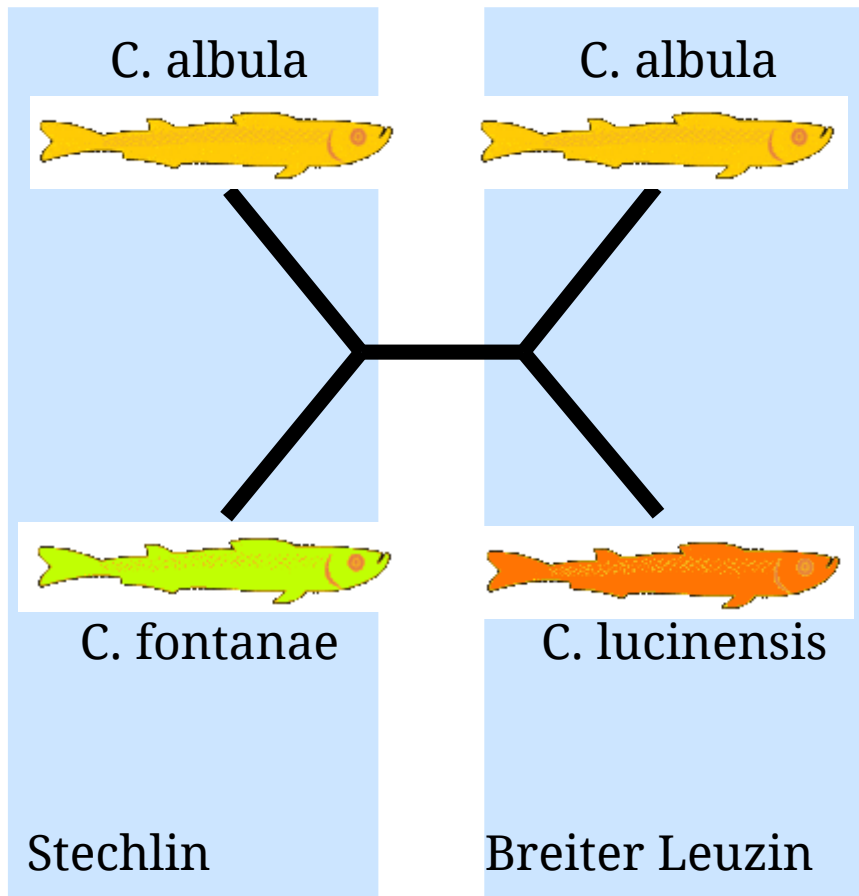 C. albula
C. albula
C. fontanae
C. lucinensis
Stechlin
Breiter Leuzin